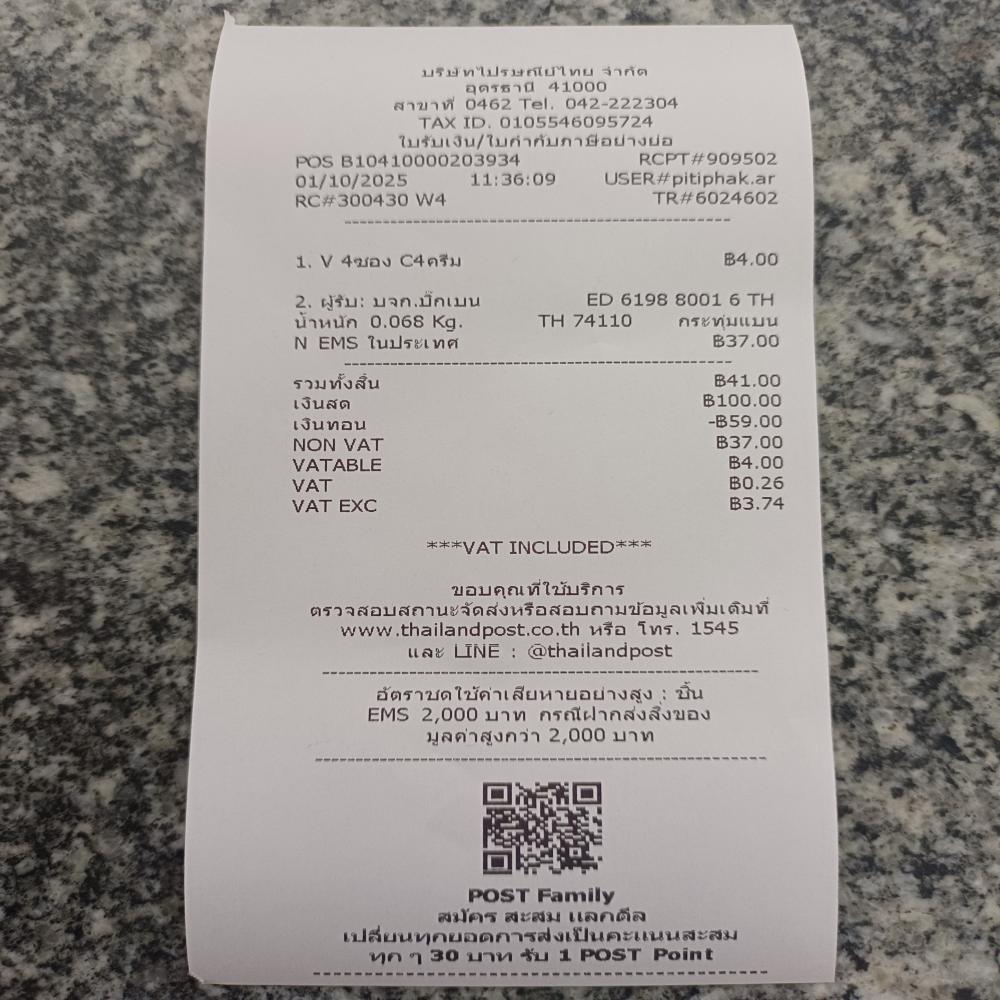 บริษัทไปรษณีย์ไทย จำกัด
อุดรธานี 41000
สาขาที่ 0462 Tel. 042-222304
TAX ID. 0105546095724
ใบรับเงิน/ใบกำกับภาษีอย่างย่อ
POS B10410000203934 RCPT#909502
01/10/2025 11:36:09 USER#pitiphak.ar
RC#300430 W4 TR#6024602
1. V 4ซอง C4ครีม ฿4.00
2. ผู้รับ: บจก.บิ๊กเบน ED 6198 8001 6 TH
น้ำหนัก 0.068 Kg. TH 74110 กระทุ่มแบน
N EMS ในประเทศ ฿37.00
รวมทั้งสิ้น ฿41.00
เงินสด ฿100.00
เงินทอน -฿59.00
NON VAT ฿37.00
VATABLE ฿4.00
VAT ฿0.26
VAT EXC ฿3.74
***VAT INCLUDED***
ขอบคุณที่ใช้บริการ
ตรวจสอบสถานะจัดส่งหรือสอบถามข้อมูลเพิ่มเติมที่
www.thailandpost.co.th หรือ โทร. 1545
และ LINE : @thailandpost
อัตราชดใช้ค่าเสียหายอย่างสูง : ชิ้น
EMS 2,000 บาท กรณีฝากส่งสิ่งของ
มูลค่าสูงกว่า 2,000 บาท
POST Family
สมัคร สะสม แลกดีล
เปลี่ยนทุกยอดการส่งเป็นคะแนนสะสม
ทุก ๆ 30 บาท รับ 1 POST Point